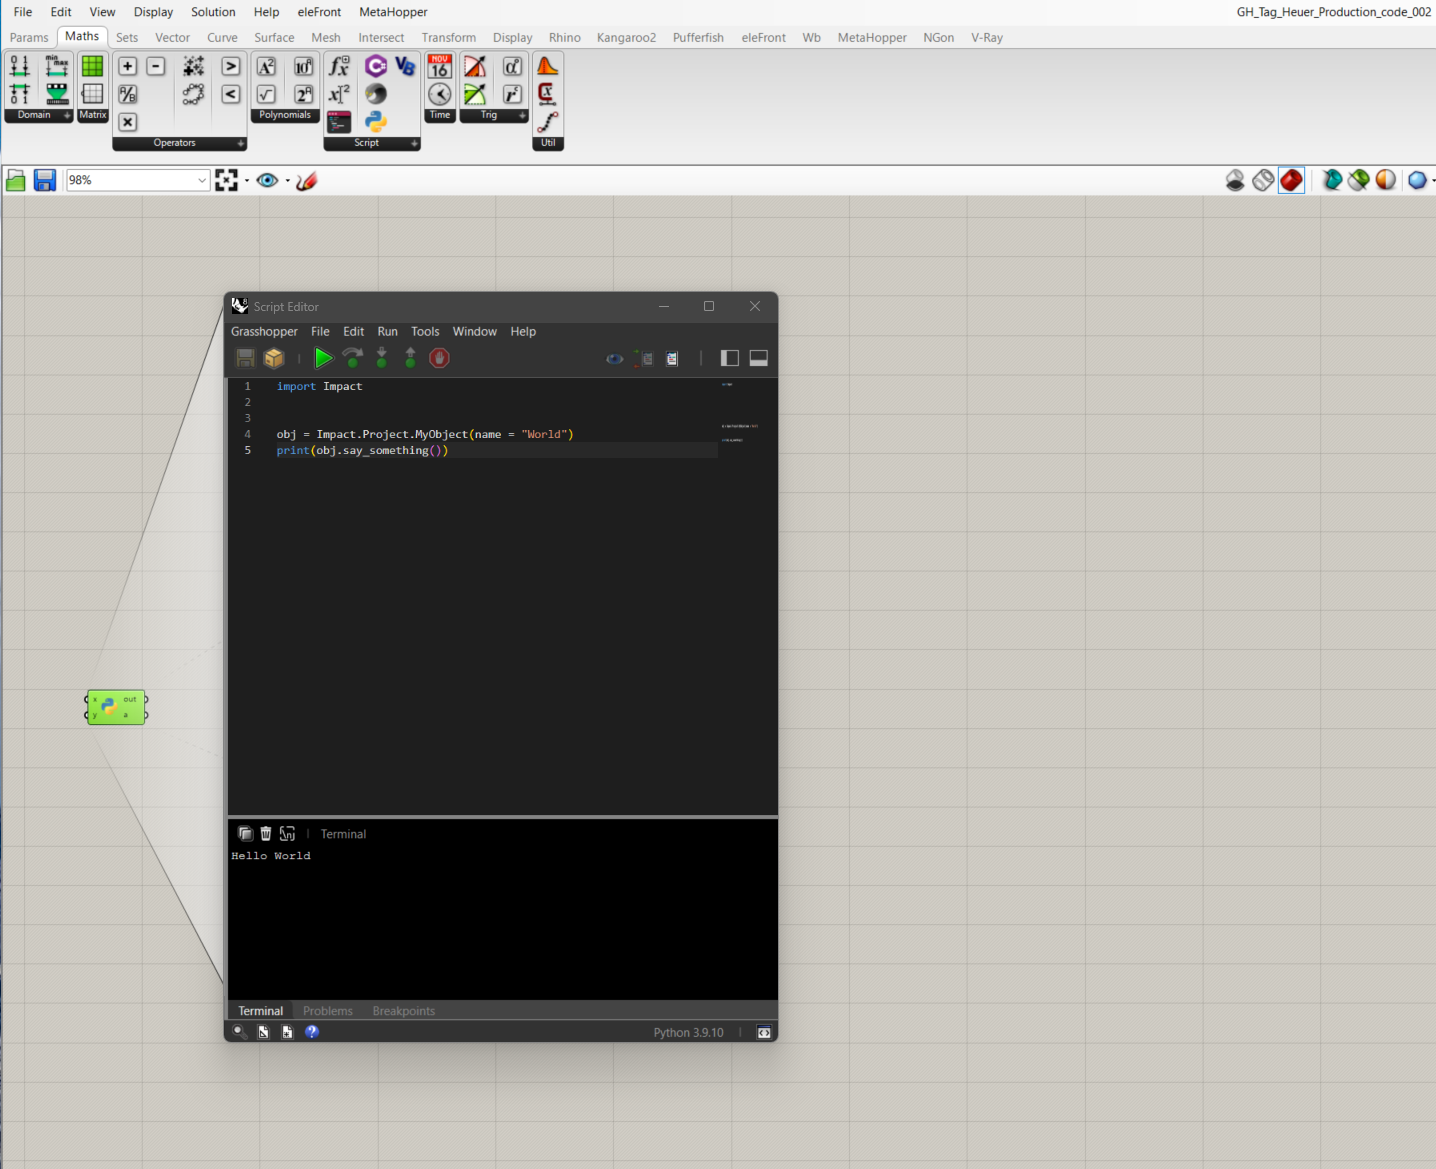 File Edit View Display Solution Help eleFront MetaHopper GH_Tag_Heuer_Production_code_002
Params Maths Sets Vector Curve Surface Mesh Intersect Transform Display Rhino Kangaroo2 Pufferfish eleFront Wb MetaHopper NGon V-Ray
Domain Matrix Operators Polynomials Script Time Trig Util
98%
Script Editor
Grasshopper File Edit Run Tools Window Help
1 import Impact
2
3
4 obj = Impact.Project.MyObject(name = "World")
5 print(obj.say_something())
x out
y a
Terminal
Hello World
Terminal Problems Breakpoints
Python 3.9.10